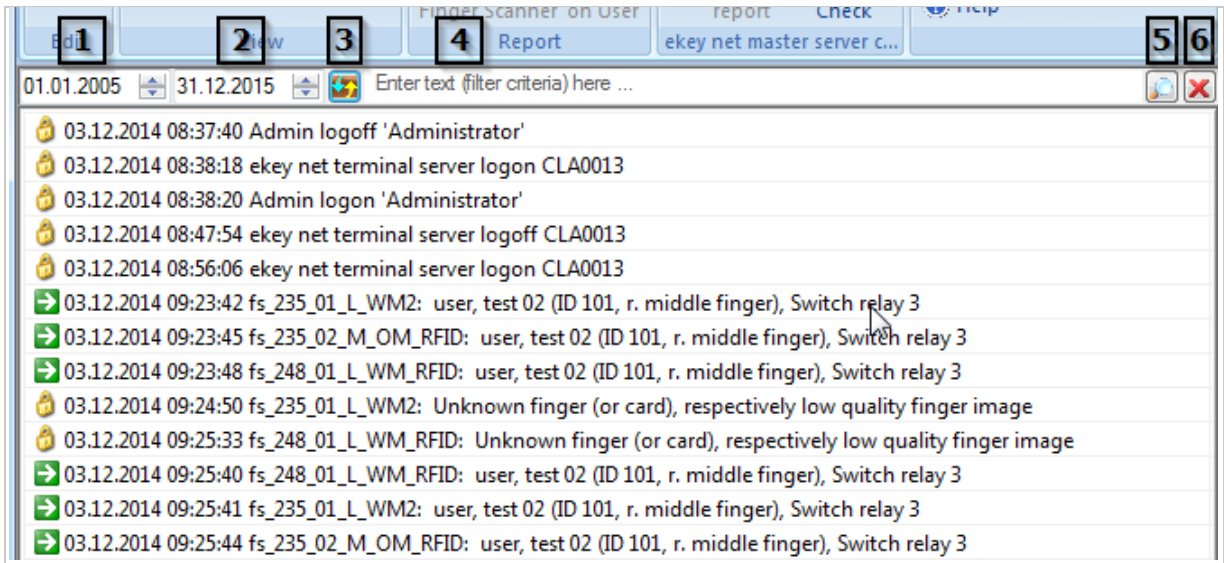 Finger Scanner on User report Check Help
Edit View Report ekey net master server c...
1 2 3 4 5 6
01.01.2005 31.12.2015 Enter text (filter criteria) here ...
03.12.2014 08:37:40 Admin logoff 'Administrator'
03.12.2014 08:38:18 ekey net terminal server logon CLA0013
03.12.2014 08:38:20 Admin logon 'Administrator'
03.12.2014 08:47:54 ekey net terminal server logoff CLA0013
03.12.2014 08:56:06 ekey net terminal server logon CLA0013
03.12.2014 09:23:42 fs_235_01_L_WM2: user, test 02 (ID 101, r. middle finger), Switch relay 3
03.12.2014 09:23:45 fs_235_02_M_OM_RFID: user, test 02 (ID 101, r. middle finger), Switch relay 3
03.12.2014 09:23:48 fs_248_01_L_WM_RFID: user, test 02 (ID 101, r. middle finger), Switch relay 3
03.12.2014 09:24:50 fs_235_01_L_WM2: Unknown finger (or card), respectively low quality finger image
03.12.2014 09:25:33 fs_248_01_L_WM_RFID: Unknown finger (or card), respectively low quality finger image
03.12.2014 09:25:40 fs_248_01_L_WM_RFID: user, test 02 (ID 101, r. middle finger), Switch relay 3
03.12.2014 09:25:41 fs_235_01_L_WM2: user, test 02 (ID 101, r. middle finger), Switch relay 3
03.12.2014 09:25:44 fs_235_02_M_OM_RFID: user, test 02 (ID 101, r. middle finger), Switch relay 3